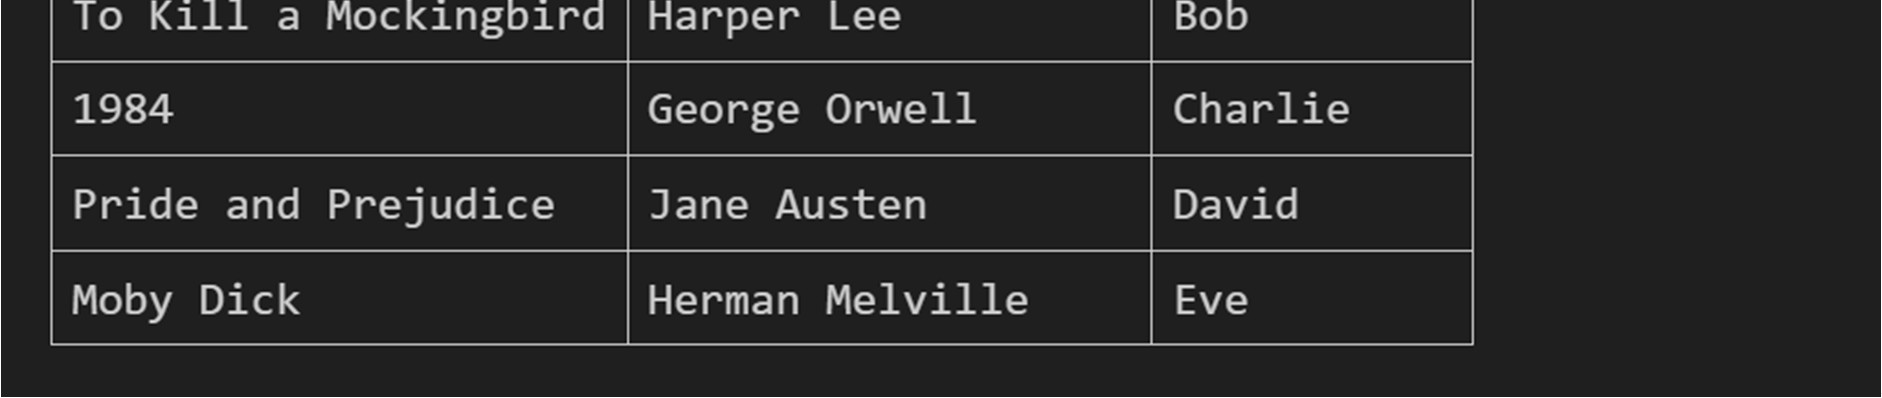 To Kill a Mockingbird Harper Lee Bob
1984 George Orwell Charlie
Pride and Prejudice Jane Austen David
Moby Dick Herman Melville Eve